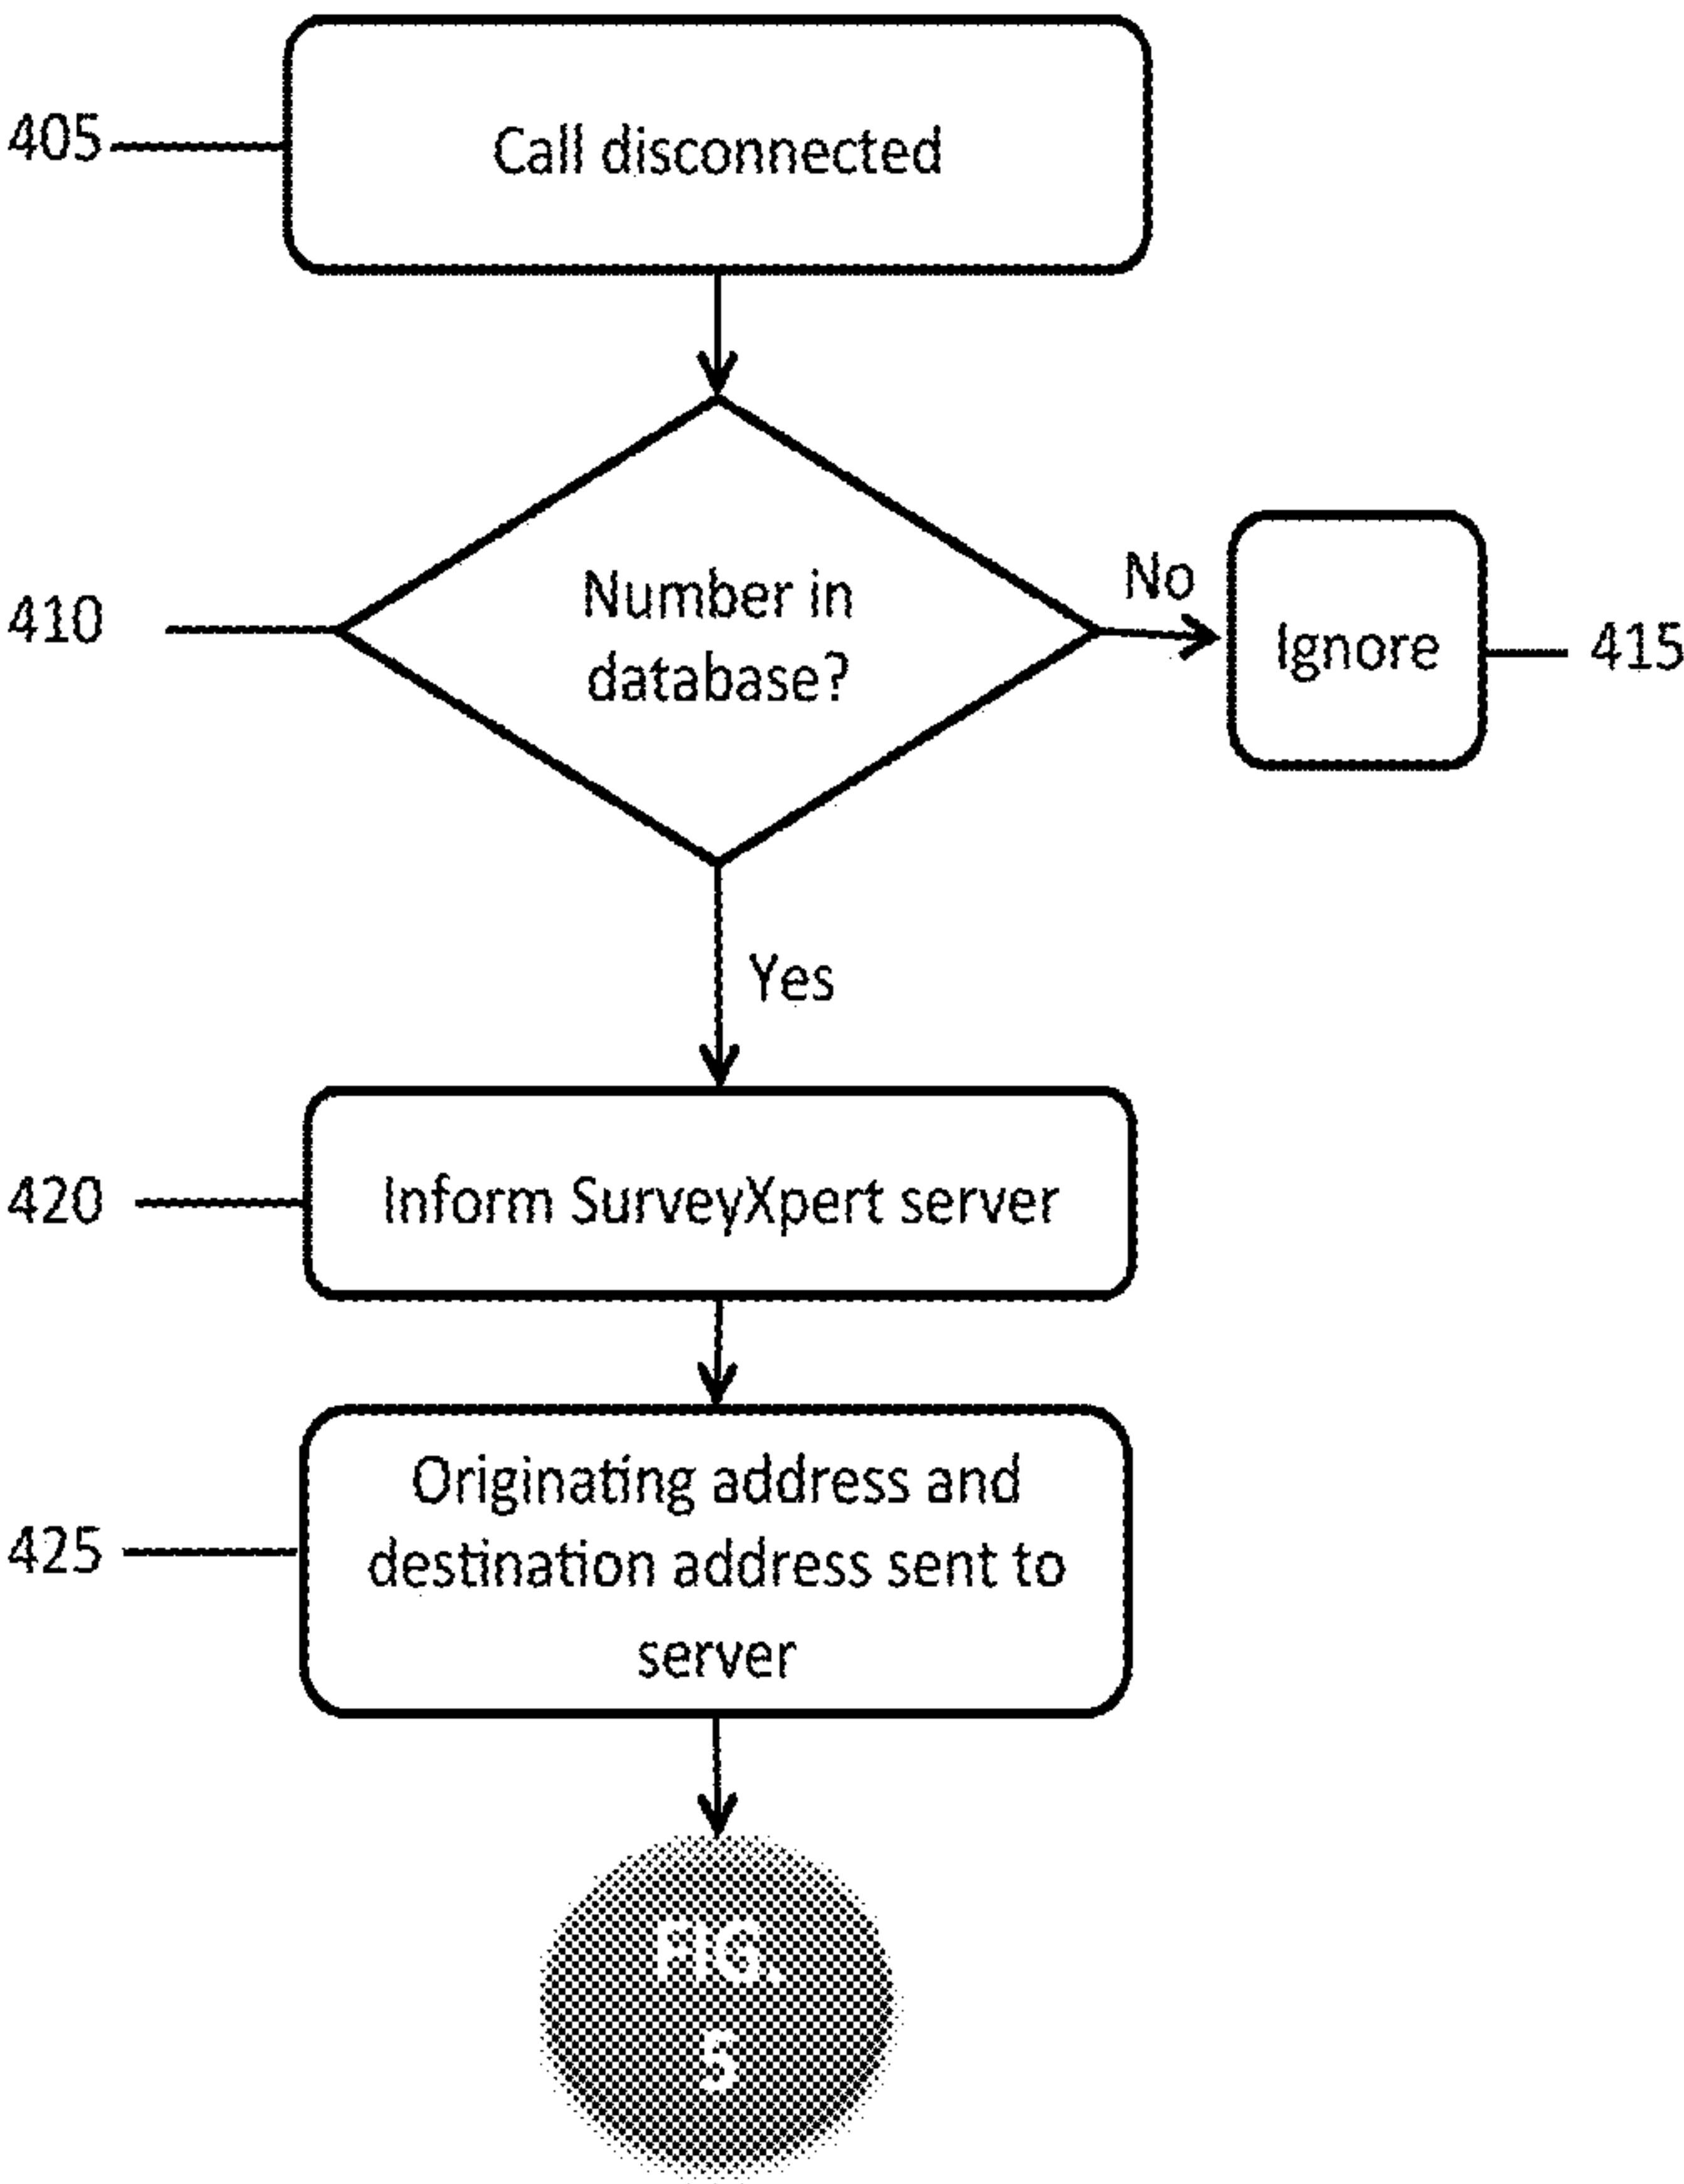 405
Call disconnected
410
Number in
database?
No
Ignore
415
Yes
420
Inform SurveyXpert server
425
Originating address and
destination address sent to
server
FIG.
5